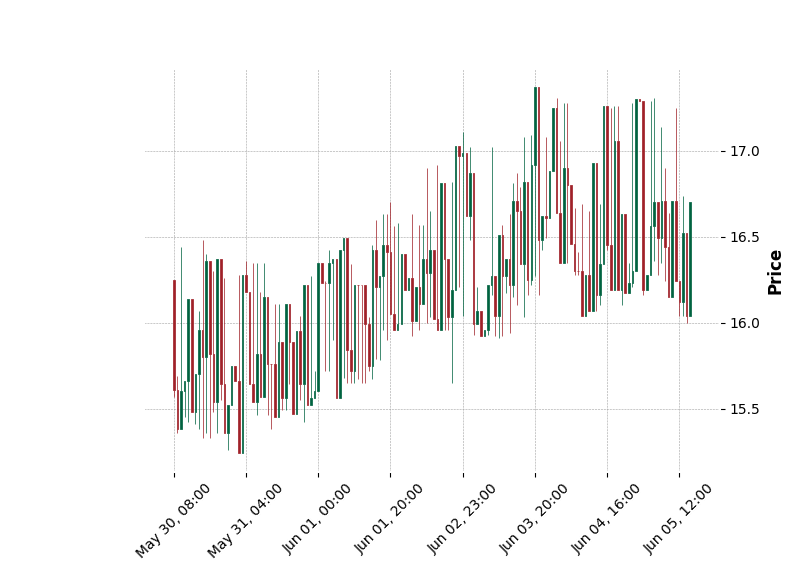 17.0
16.5
16.0
15.5
Price
May 30, 08:00
May 31, 04:00
Jun 01, 00:00
Jun 01, 20:00
Jun 02, 23:00
Jun 03, 20:00
Jun 04, 16:00
Jun 05, 12:00